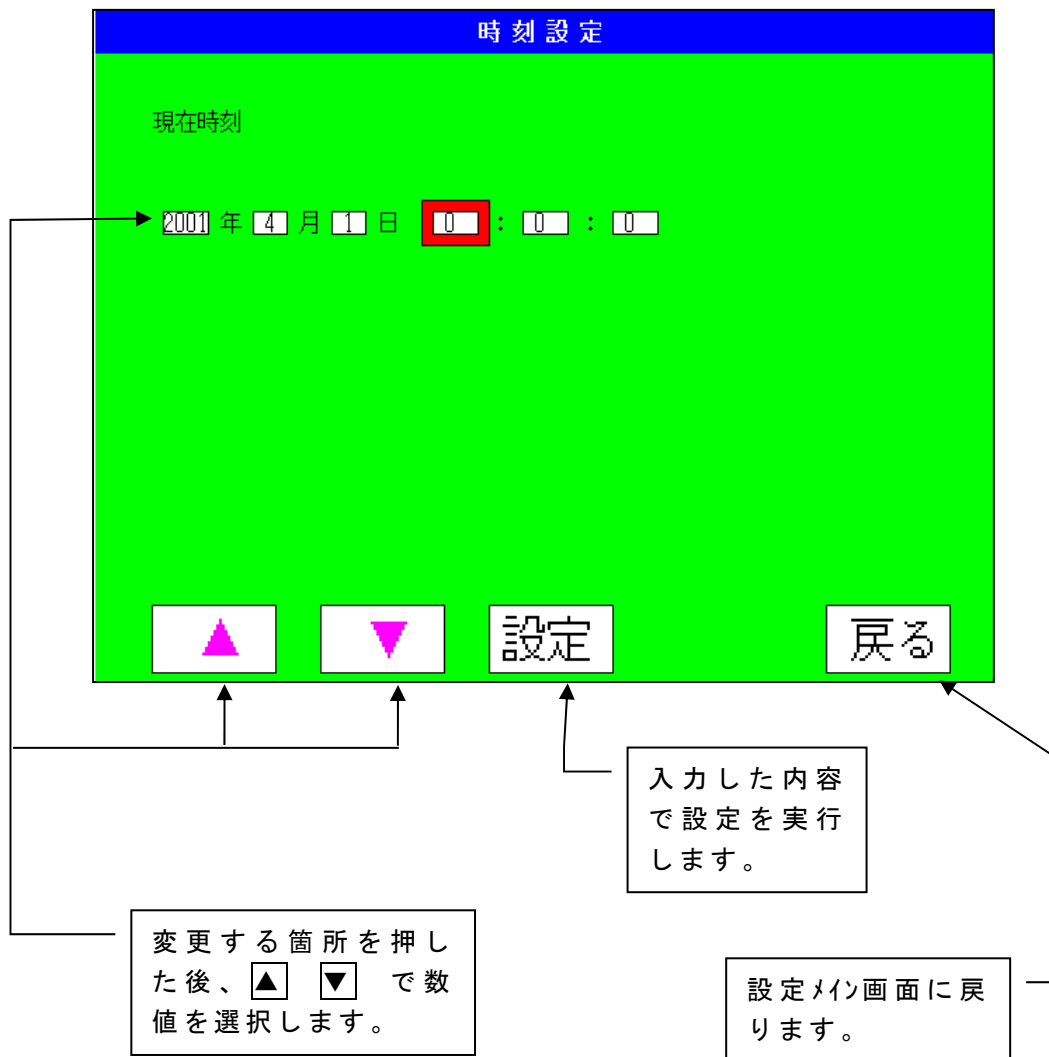 時刻設定
現在時刻
2001 年 4 月 1 日 0 : 0 : 0
▲ ▼ 設定 戻る
入力した内容
で設定を実行
します。
変更する箇所を押し
た後、▲ ▼ で数
値を選択します。
設定ﾒｲﾝ画面に戻
ります。